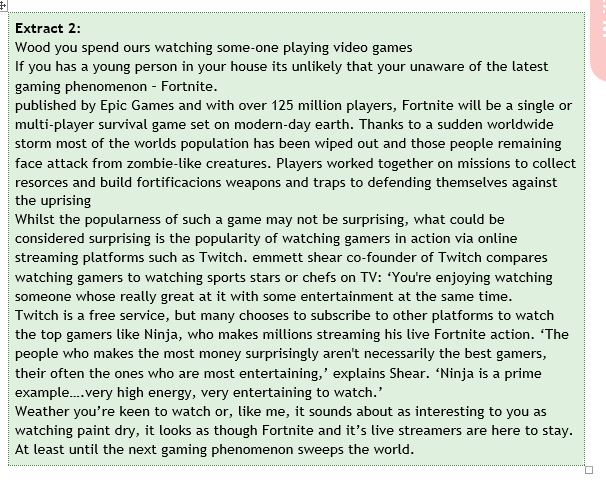 Extract 2:
Wood you spend ours watching some-one playing video games
If you has a young person in your house its unlikely that your unaware of the latest
gaming phenomenon – Fortnite.
published by Epic Games and with over 125 million players, Fortnite will be a single or
multi-player survival game set on modern-day earth. Thanks to a sudden worldwide
storm most of the worlds population has been wiped out and those people remaining
face attack from zombie-like creatures. Players worked together on missions to collect
resorces and build fortificacions weapons and traps to defending themselves against
the uprising
Whilst the popularness of such a game may not be surprising, what could be
considered surprising is the popularity of watching gamers in action via online
streaming platforms such as Twitch. emmett shear co-founder of Twitch compares
watching gamers to watching sports stars or chefs on TV: ‘You're enjoying watching
someone whose really great at it with some entertainment at the same time.
Twitch is a free service, but many chooses to subscribe to other platforms to watch
the top gamers like Ninja, who makes millions streaming his live Fortnite action. ‘The
people who makes the most money surprisingly aren't necessarily the best gamers,
their often the ones who are most entertaining,’ explains Shear. ‘Ninja is a prime
example….very high energy, very entertaining to watch.’
Weather you’re keen to watch or, like me, it sounds about as interesting to you as
watching paint dry, it looks as though Fortnite and it’s live streamers are here to stay.
At least until the next gaming phenomenon sweeps the world.